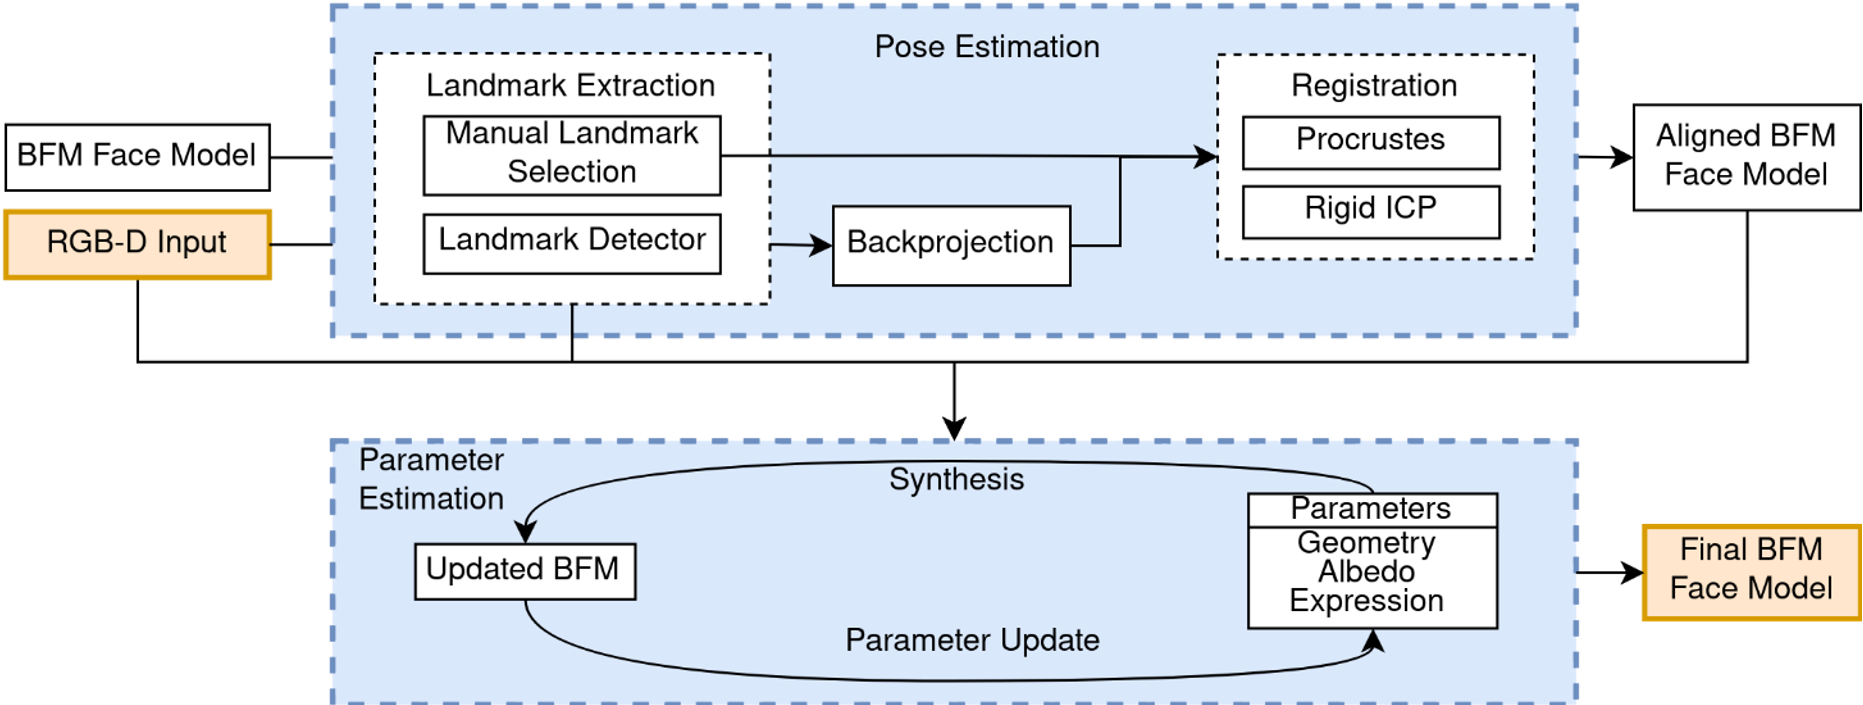 Pose Estimation
Landmark Extraction
Manual Landmark
Selection
Landmark Detector
Backprojection
Registration
Procrustes
Rigid ICP
BFM Face Model
RGB-D Input
Aligned BFM
Face Model
Parameter
Estimation
Synthesis
Updated BFM
Parameter Update
Parameters
Geometry
Albedo
Expression
Final BFM
Face Model